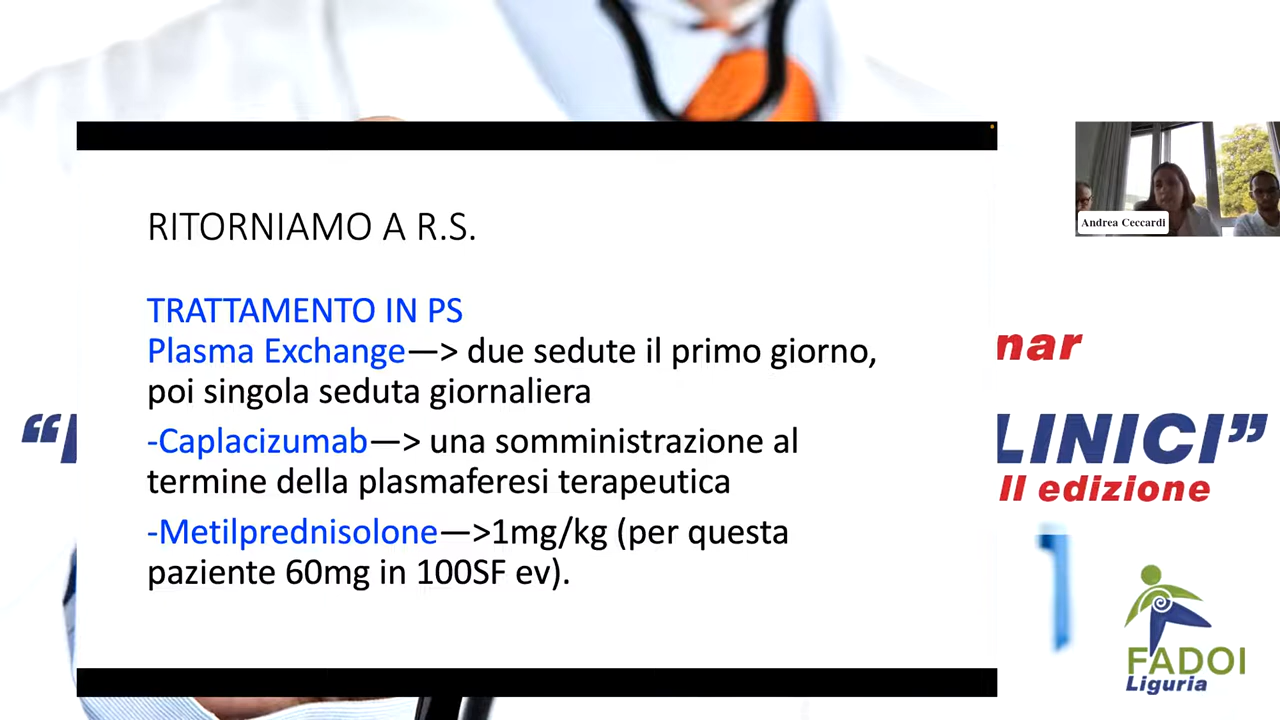 RITORNIAMO A R.S.
TRATTAMENTO IN PS
Plasma Exchange—> due sedute il primo giorno,
poi singola seduta giornaliera
-Caplacizumab—> una somministrazione al
termine della plasmaferesi terapeutica
-Metilprednisolone—>1mg/kg (per questa
paziente 60mg in 100SF ev).
Andrea Ceccardi
nar
LINICI”
II edizione
FADOI
Liguria